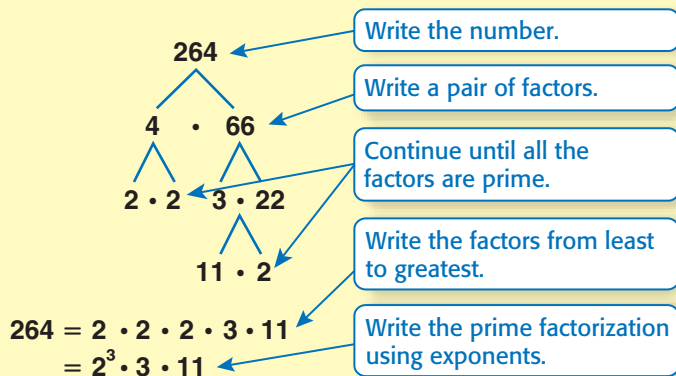 264
Write the number.
4 • 66
Write a pair of factors.
2 • 2 3 • 22
Continue until all the
factors are prime.
11 • 2
Write the factors from least
to greatest.
264 = 2 • 2 • 2 • 3 • 11
= 2³ • 3 • 11
Write the prime factorization
using exponents.